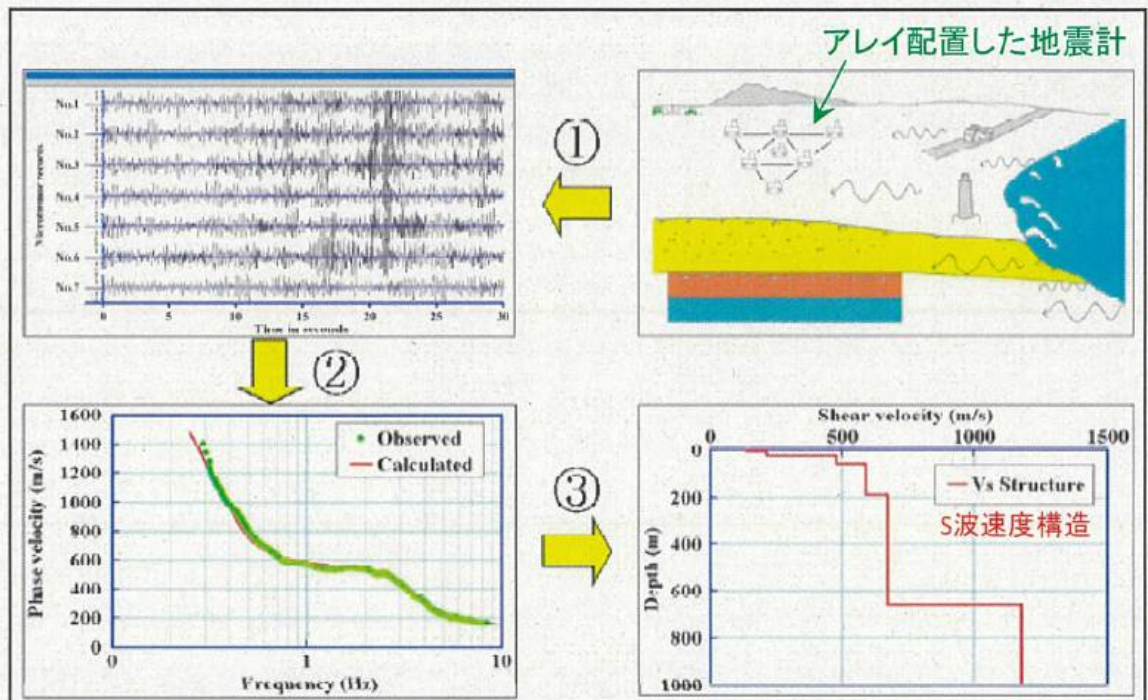 アレイ配置した地震計
No.1
No.2
No.3
No.4
No.5
No.6
No.7
Microtremor records
0 5 10 15 20 25 30
Time in seconds
①
②
1600
1400
1200
1000
800
600
400
200
0
Phase velocity (m/s)
Observed
Calculated
0 1 10
Frequency (Hz)
③
Shear velocity (m/s)
0 500 1000 1500
0
200
400
600
800
1000
Depth (m)
Vs Structure
S波速度構造